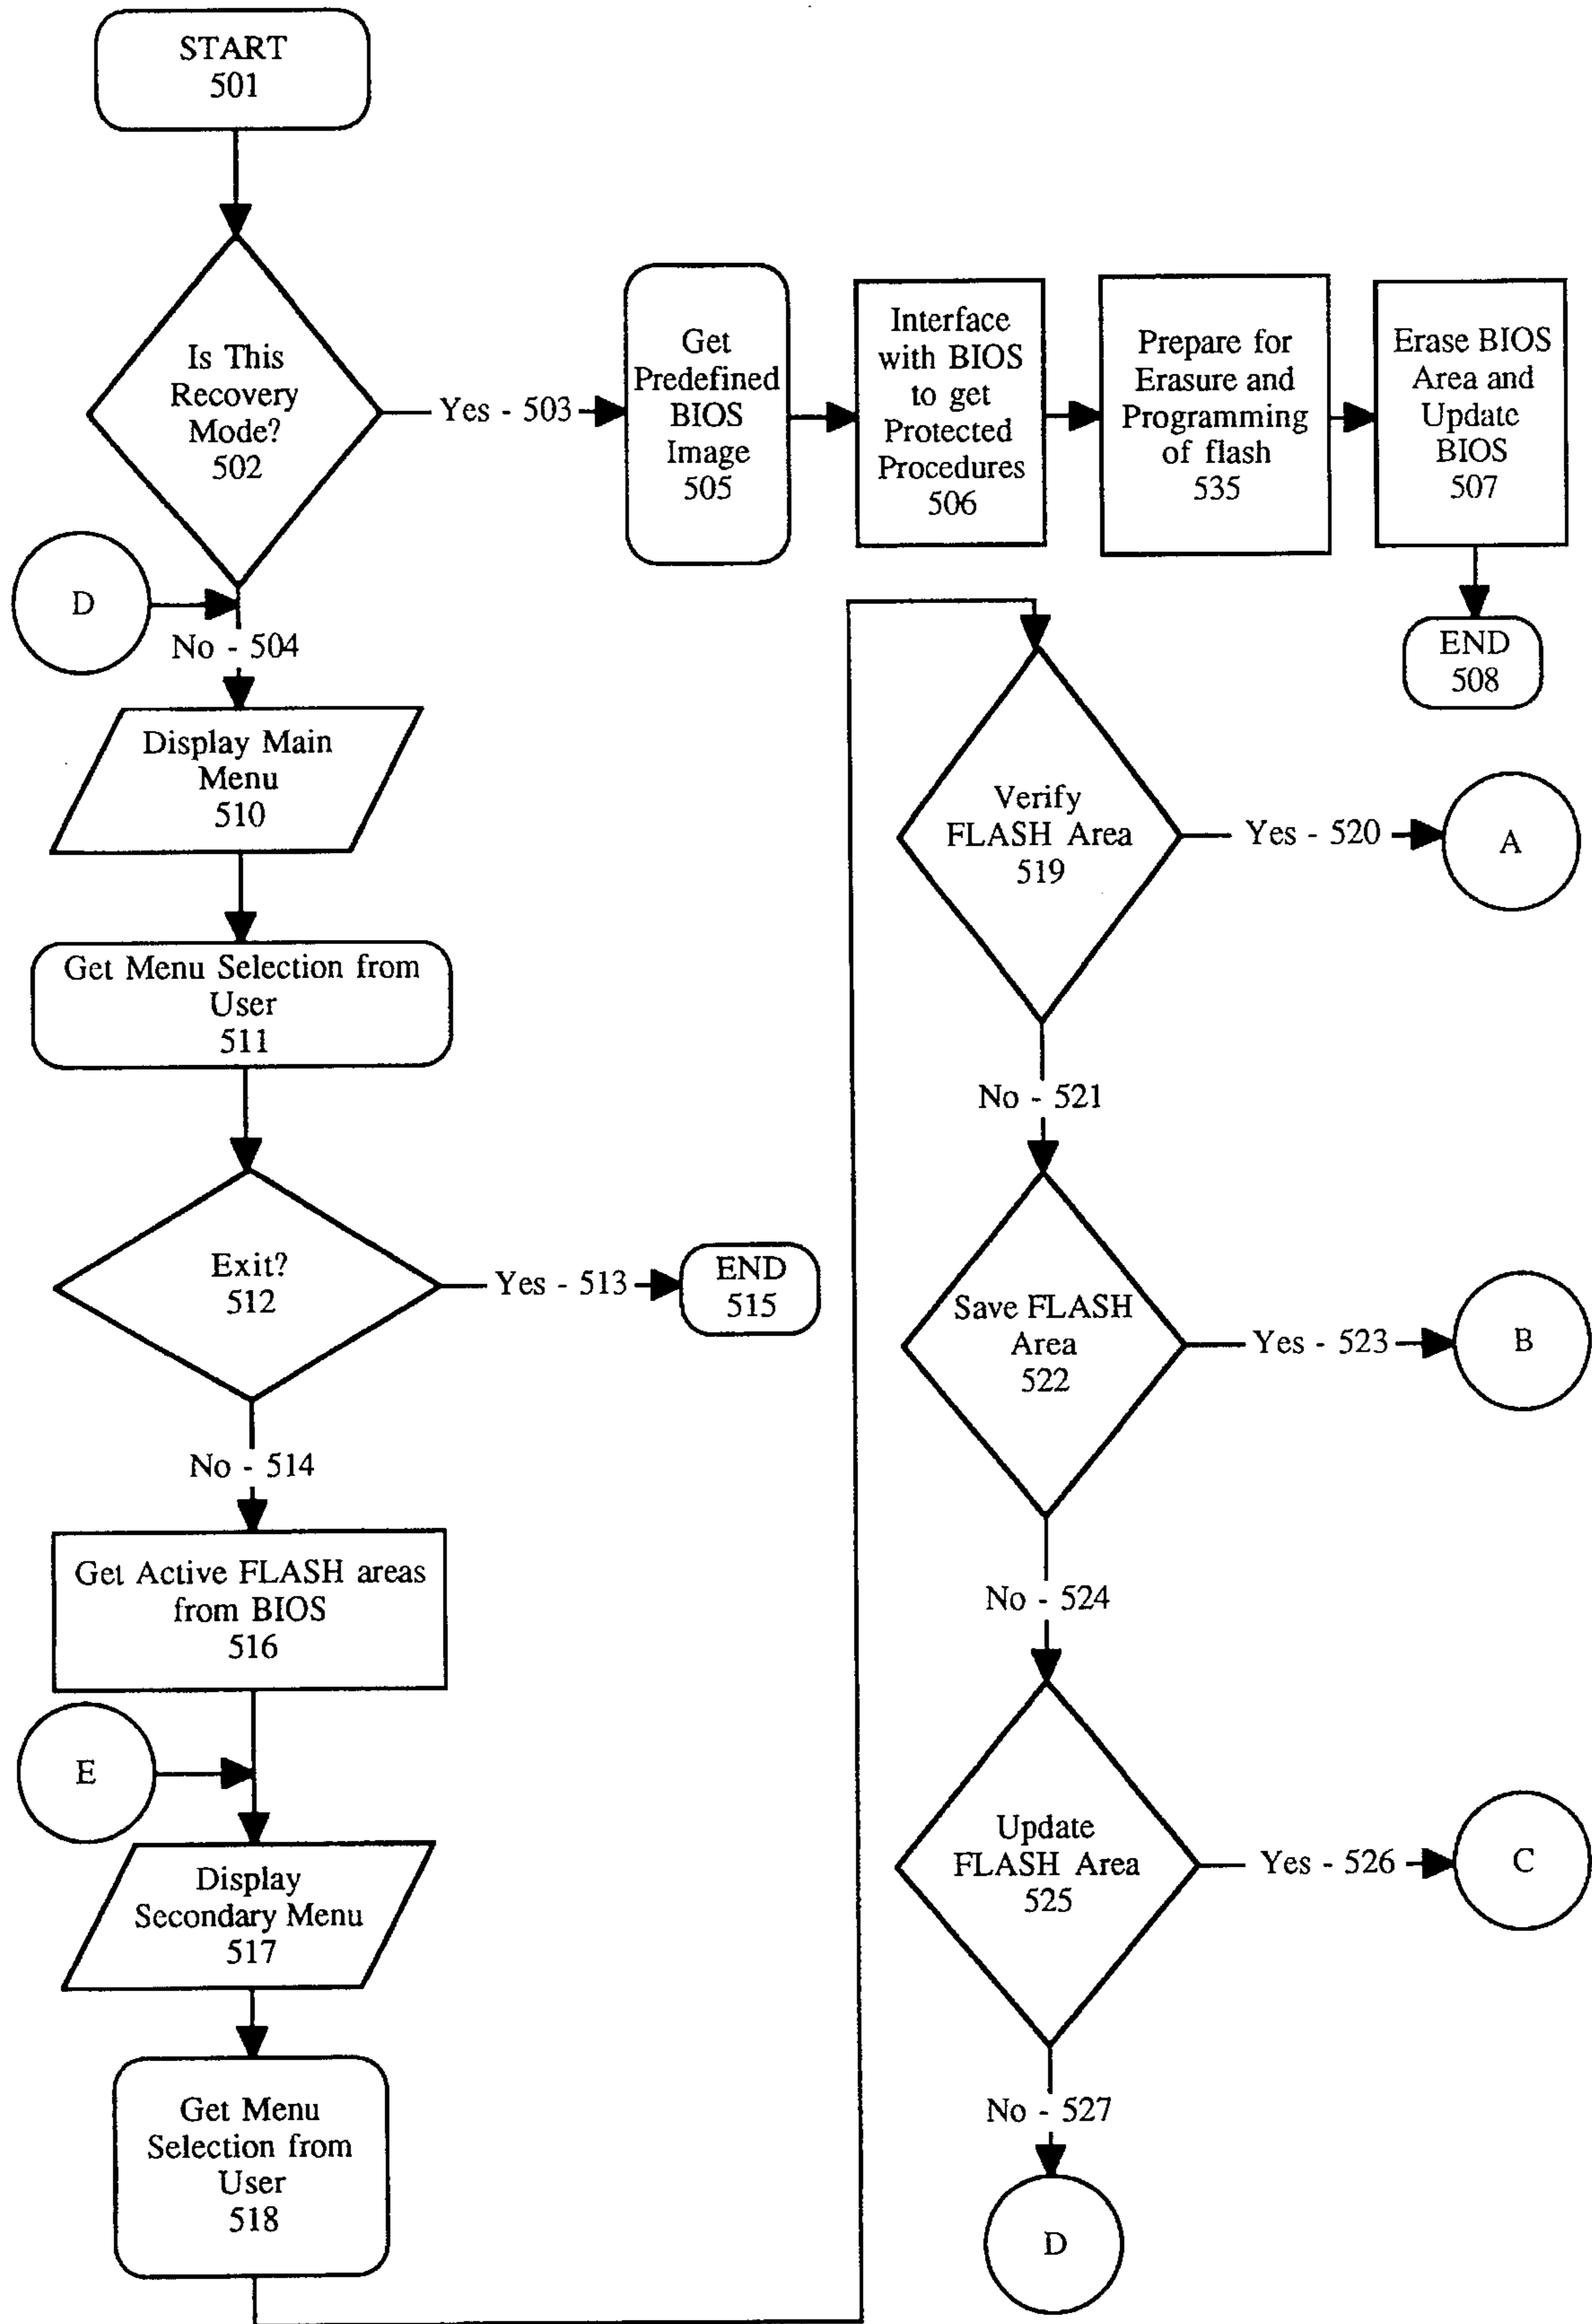 START
501
Is This
Recovery
Mode?
502
Yes - 503
Get
Predefined
BIOS
Image
505
Interface
with BIOS
to get
Protected
Procedures
506
Prepare for
Erasure and
Programming
of flash
535
Erase BIOS
Area and
Update
BIOS
507
END
508
D
No - 504
Display Main
Menu
510
Get Menu Selection from
User
511
Exit?
512
Yes - 513
END
515
No - 514
Get Active FLASH areas
from BIOS
516
E
Display
Secondary Menu
517
Get Menu
Selection from
User
518
Verify
FLASH Area
519
Yes - 520
A
No - 521
Save FLASH
Area
522
Yes - 523
B
No - 524
Update
FLASH Area
525
Yes - 526
C
No - 527
D